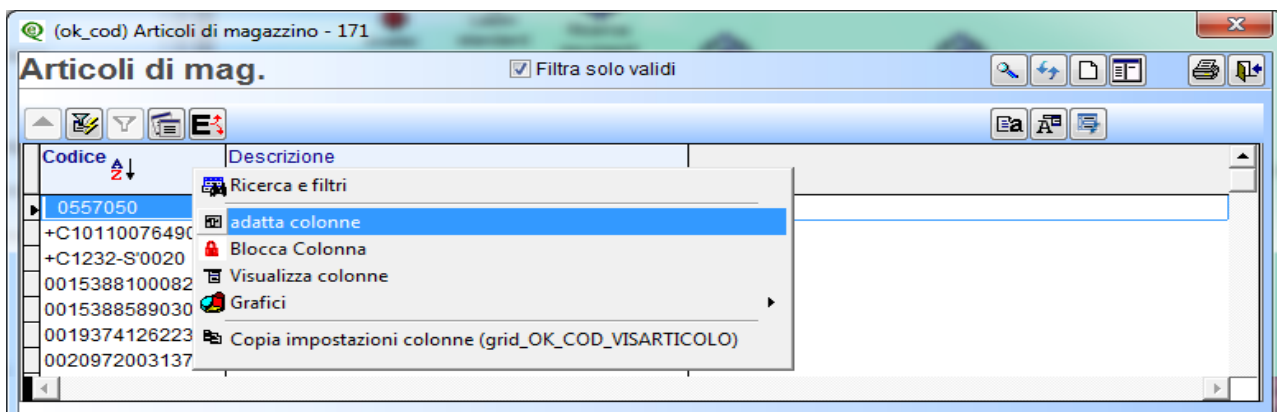 (ok_cod) Articoli di magazzino - 171
Articoli di mag.
Filtra solo validi
Codice
Descrizione
Ricerca e filtri
0557050
adatta colonne
+C10110076490
Blocca Colonna
+C1232-S'0020
Visualizza colonne
0015388100082
Grafici
0015388589030
0019374126223
Copia impostazioni colonne (grid_OK_COD_VISARTICOLO)
0020972003137